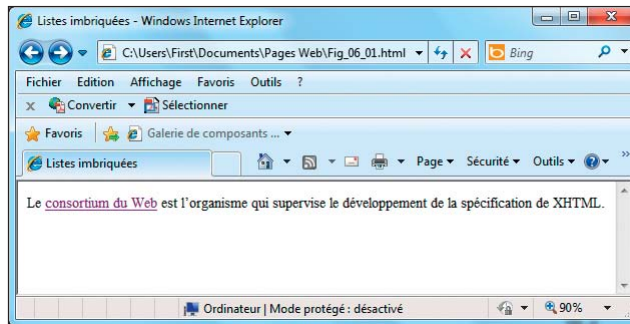 Listes imbriquées - Windows Internet Explorer
C:\Users\First\Documents\Pages Web\Fig_06_01.html Bing
Fichier Edition Affichage Favoris Outils ?
x Convertir Sélectionner
Favoris Galerie de composants ...
Listes imbriquées Page Sécurité Outils »
Le consortium du Web est l'organisme qui supervise le développement de la spécification de XHTML.
Ordinateur | Mode protégé : désactivé 90%